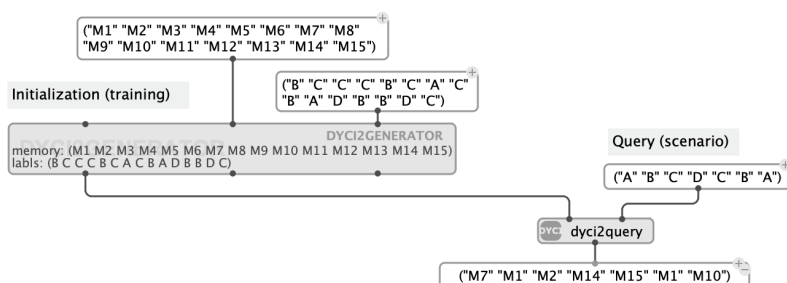 ("M1" "M2" "M3" "M4" "M5" "M6" "M7" "M8"
"M9" "M10" "M11" "M12" "M13" "M14" "M15")
("B" "C" "C" "C" "B" "C" "A" "C"
"B" "A" "D" "B" "B" "D" "C")
Initialization (training)
DYCI2GENERATOR
DYCI2GENERATOR
memory: (M1 M2 M3 M4 M5 M6 M7 M8 M9 M10 M11 M12 M13 M14 M15)
labls: (B C C C B C A C B A D B B D C)
Query (scenario)
("A" "B" "C" "D" "C" "B" "A")
DYCI dyci2query
("M7" "M1" "M2" "M14" "M15" "M1" "M10")